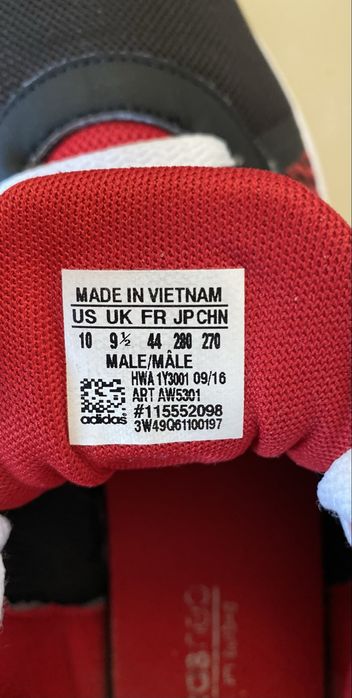 MADE IN VIETNAM
US UK FR JP CHN
10 9½ 44 280 270
MALE/MÂLE
HWA 1Y3001 09/16
ART AW5301
#115552098
adidas 3W49Q61100197